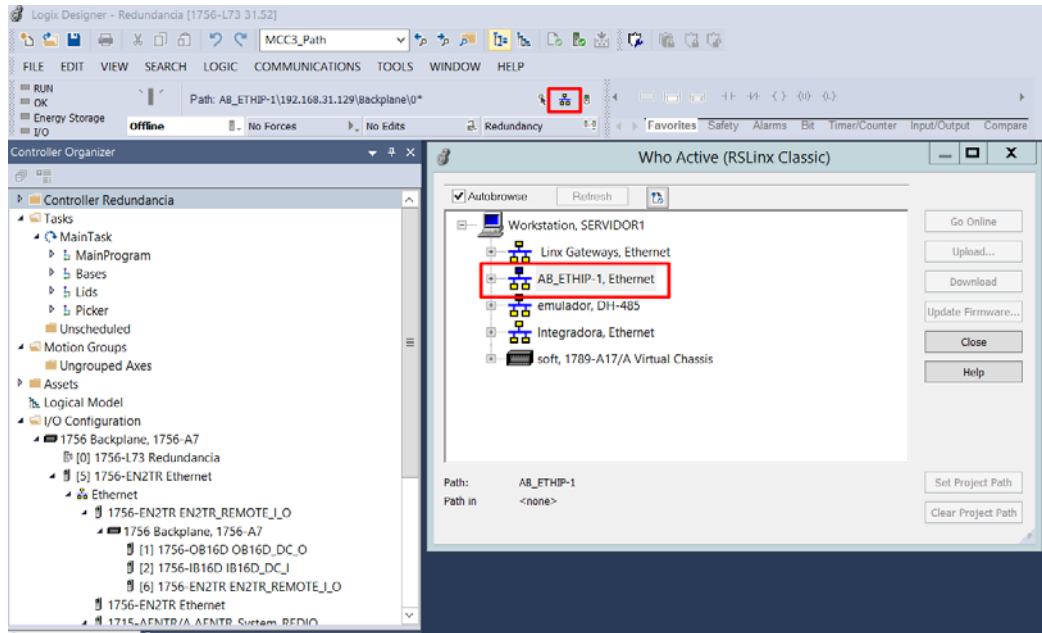 Logix Designer - Redundancia [1756-L73 31.52]
MCC3_Path
FILE EDIT VIEW SEARCH LOGIC COMMUNICATIONS TOOLS WINDOW HELP
RUN
OK
Energy Storage
I/O
Path: AB_ETHIP-1\192.168.31.129\Backplane\0*
Offline No Forces No Edits Redundancy
Favorites Safety Alarms Bit Timer/Counter Input/Output Compare
Controller Organizer
Controller Redundancia
Tasks
MainTask
MainProgram
Bases
Lids
Picker
Unscheduled
Motion Groups
Ungrouped Axes
Assets
Logical Model
I/O Configuration
1756 Backplane, 1756-A7
[0] 1756-L73 Redundancia
[5] 1756-EN2TR Ethernet
Ethernet
1756-EN2TR EN2TR_REMOTE_I_O
1756 Backplane, 1756-A7
[1] 1756-OB16D OB16D_DC_O
[2] 1756-IB16D IB16D_DC_I
[6] 1756-EN2TR EN2TR_REMOTE_I_O
1756-EN2TR Ethernet
1715-AENTR/A AENTR_System_REDIO
Who Active (RSLinx Classic)
Autobrowse Refresh
Workstation, SERVIDOR1
Linx Gateways, Ethernet
AB_ETHIP-1, Ethernet
emulador, DH-485
Integradora, Ethernet
soft, 1789-A17/A Virtual Chassis
Go Online
Upload...
Download
Update Firmware...
Close
Help
Path: AB_ETHIP-1
Path in <none>
Set Project Path
Clear Project Path